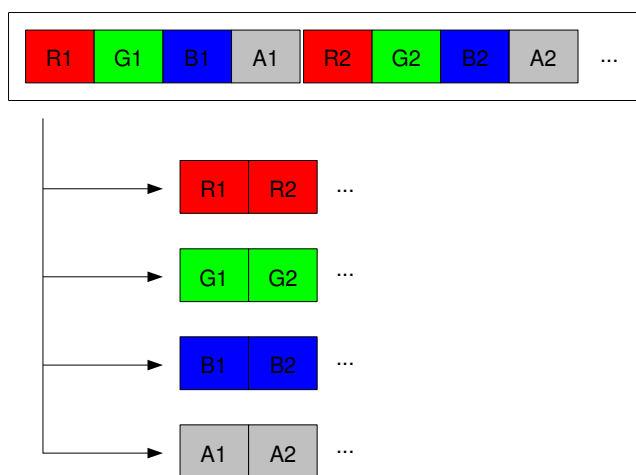 R1 G1 B1 A1 R2 G2 B2 A2 ...
R1 R2 ...
G1 G2 ...
B1 B2 ...
A1 A2 ...